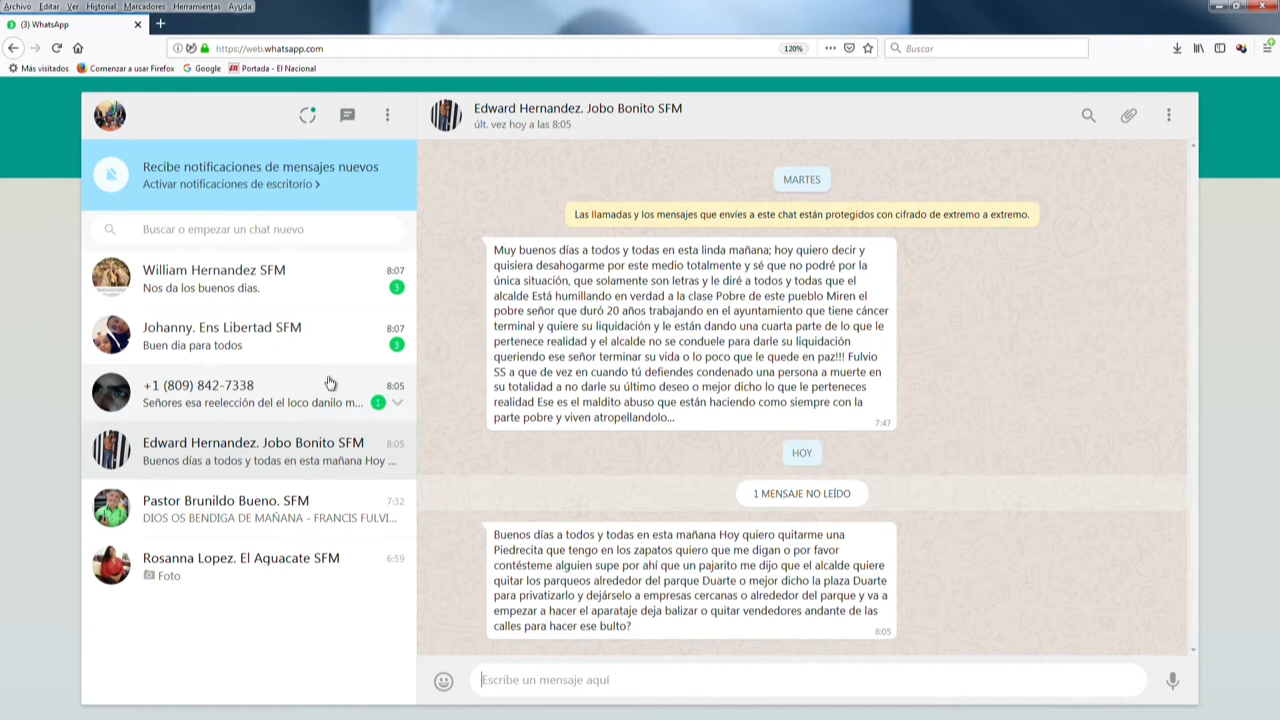 Archivo Editar Ver Historial Marcadores Herramientas Ayuda
(3) WhatsApp
https://web.whatsapp.com
120%
Buscar
Más visitados Comenzar a usar Firefox Google Portada - El Nacional
Recibe notificaciones de mensajes nuevos
Activar notificaciones de escritorio
Buscar o empezar un chat nuevo
William Hernandez SFM 8:07
Nos da los buenos días. 3
Johanny. Ens Libertad SFM 8:07
Buen dia para todos 3
+1 (809) 842-7338 8:05
Señores esa reelección del el loco danilo m... 1
Edward Hernandez. Jobo Bonito SFM 8:05
Buenos días a todos y todas en esta mañana Hoy ...
Pastor Brunildo Bueno. SFM 7:32
DIOS OS BENDIGA DE MAÑANA - FRANCIS FULVI...
Rosanna Lopez. El Aguacate SFM 6:59
Foto
Edward Hernandez. Jobo Bonito SFM
últ. vez hoy a las 8:05
MARTES
Las llamadas y los mensajes que envíes a este chat están protegidos con cifrado de extremo a extremo.
Muy buenos días a todos y todas en esta linda mañana; hoy quiero decir y
quisiera desahogarme por este medio totalmente y sé que no podré por la
única situación, que solamente son letras y le diré a todos y todas que el
alcalde Está humillando en verdad a la clase Pobre de este pueblo Miren el
pobre señor que duró 20 años trabajando en el ayuntamiento que tiene cáncer
terminal y quiere su liquidación y le están dando una cuarta parte de lo que le
pertenece realidad y el alcalde no se conduele para darle su liquidación
queriendo ese señor terminar su vida o lo poco que le quede en paz!!! Fulvio
SS a que de vez en cuando tú defiendes condenado una persona a muerte en
su totalidad a no darle su último deseo o mejor dicho lo que le perteneces
realidad Ese es el maldito abuso que están haciendo como siempre con la
parte pobre y viven atropellandolo...
7:47
HOY
1 MENSAJE NO LEÍDO
Buenos días a todos y todas en esta mañana Hoy quiero quitarme una
Piedrecita que tengo en los zapatos quiero que me digan o por favor
contésteme alguien supe por ahí que un pajarito me dijo que el alcalde quiere
quitar los parqueos alrededor del parque Duarte o mejor dicho la plaza Duarte
para privatizarlo y dejárselo a empresas cercanas o alrededor del parque y va a
empezar a hacer el aparataje deja balizar o quitar vendedores andante de las
calles para hacer ese bulto?
8:05
Escribe un mensaje aquí